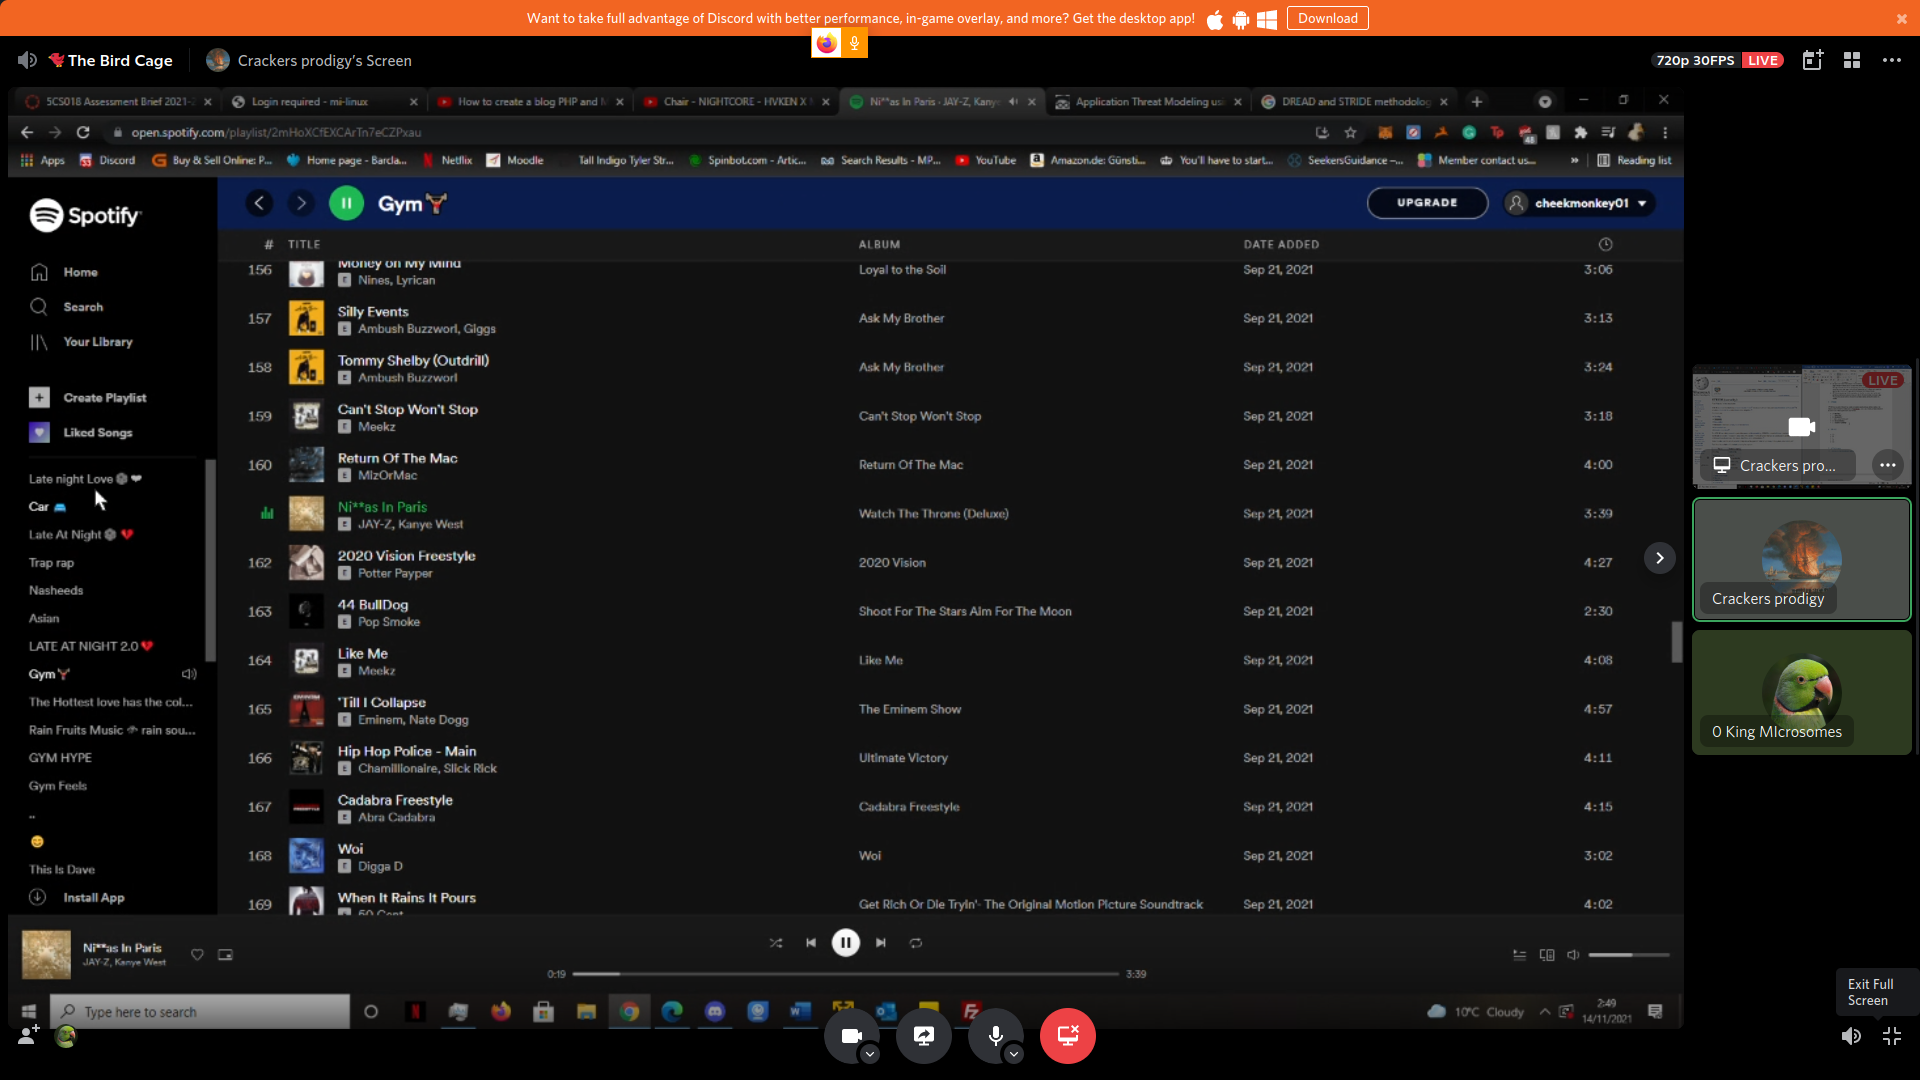 Want to take full advantage of Discord with better performance, in-game overlay, and more? Get the desktop app! Download
The Bird Cage Crackers prodigy's Screen 720p 30FPS LIVE
5CS018 Assessment Brief 2021- Login required - mi-linux How to create a blog PHP and M Chair - NIGHTCORE - HVKEN X Ni**as In Paris - JAY-Z, Kanye Application Threat Modeling us DREAD and STRIDE methodolog
open.spotify.com/playlist/2mHoXCfEXCArTn7eCZPxau
Apps Discord Buy & Sell Online: P... Home page - Barcla... Netflix Moodle Tall Indigo Tyler Str... Spinbot.com - Artic... Search Results - MP... YouTube Amazon.de: Günsti... You'll have to start... SeekersGuidance –... Member contact us... » Reading list
Spotify
Gym
UPGRADE
cheekmonkey01
Home
Search
Your Library
Create Playlist
Liked Songs
Late night Love
Car
Late At Night
Trap rap
Nasheeds
Asian
LATE AT NIGHT 2.0
Gym
The Hottest love has the col...
Rain Fruits Music rain sou...
GYM HYPE
Gym Feels
..
This Is Dave
Install App
# TITLE ALBUM DATE ADDED
156 Money on My Mind Loyal to the Soil Sep 21, 2021 3:06
E Nines, Lyrican
157 Silly Events Ask My Brother Sep 21, 2021 3:13
E Ambush Buzzworl, Giggs
158 Tommy Shelby (Outdrill) Ask My Brother Sep 21, 2021 3:24
E Ambush Buzzworl
159 Can't Stop Won't Stop Can't Stop Won't Stop Sep 21, 2021 3:18
E Meekz
160 Return Of The Mac Return Of The Mac Sep 21, 2021 4:00
E MizOrMac
Ni**as In Paris Watch The Throne (Deluxe) Sep 21, 2021 3:39
E JAY-Z, Kanye West
162 2020 Vision Freestyle 2020 Vision Sep 21, 2021 4:27
E Potter Payper
163 44 BullDog Shoot For The Stars Aim For The Moon Sep 21, 2021 2:30
E Pop Smoke
164 Like Me Like Me Sep 21, 2021 4:08
E Meekz
165 'Till I Collapse The Eminem Show Sep 21, 2021 4:57
E Eminem, Nate Dogg
166 Hip Hop Police - Main Ultimate Victory Sep 21, 2021 4:11
E Chamillionaire, Slick Rick
167 Cadabra Freestyle Cadabra Freestyle Sep 21, 2021 4:15
E Abra Cadabra
168 Woi Woi Sep 21, 2021 3:02
E Digga D
169 When It Rains It Pours Get Rich Or Die Tryin'- The Original Motion Picture Soundtrack Sep 21, 2021 4:02
50 Cent
Ni**as In Paris
JAY-Z, Kanye West
0:19 3:39
Type here to search
10°C Cloudy
2:49
14/11/2021
LIVE
Crackers pro...
Crackers prodigy
0 King MIcrosomes
Exit Full
Screen